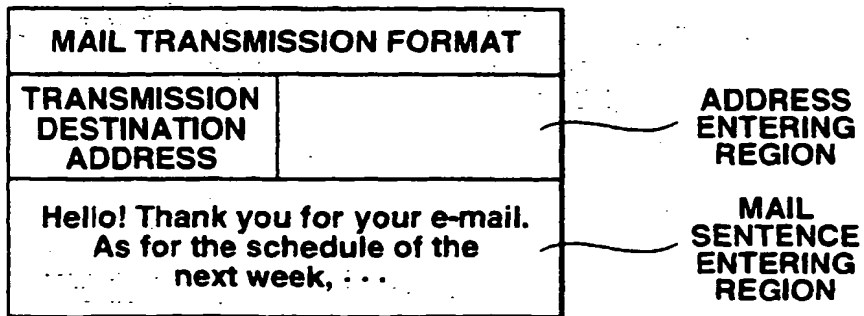 MAIL TRANSMISSION FORMAT
TRANSMISSION
DESTINATION
ADDRESS
ADDRESS
ENTERING
REGION
Hello! Thank you for your e-mail.
As for the schedule of the
next week, · · ·
MAIL
SENTENCE
ENTERING
REGION